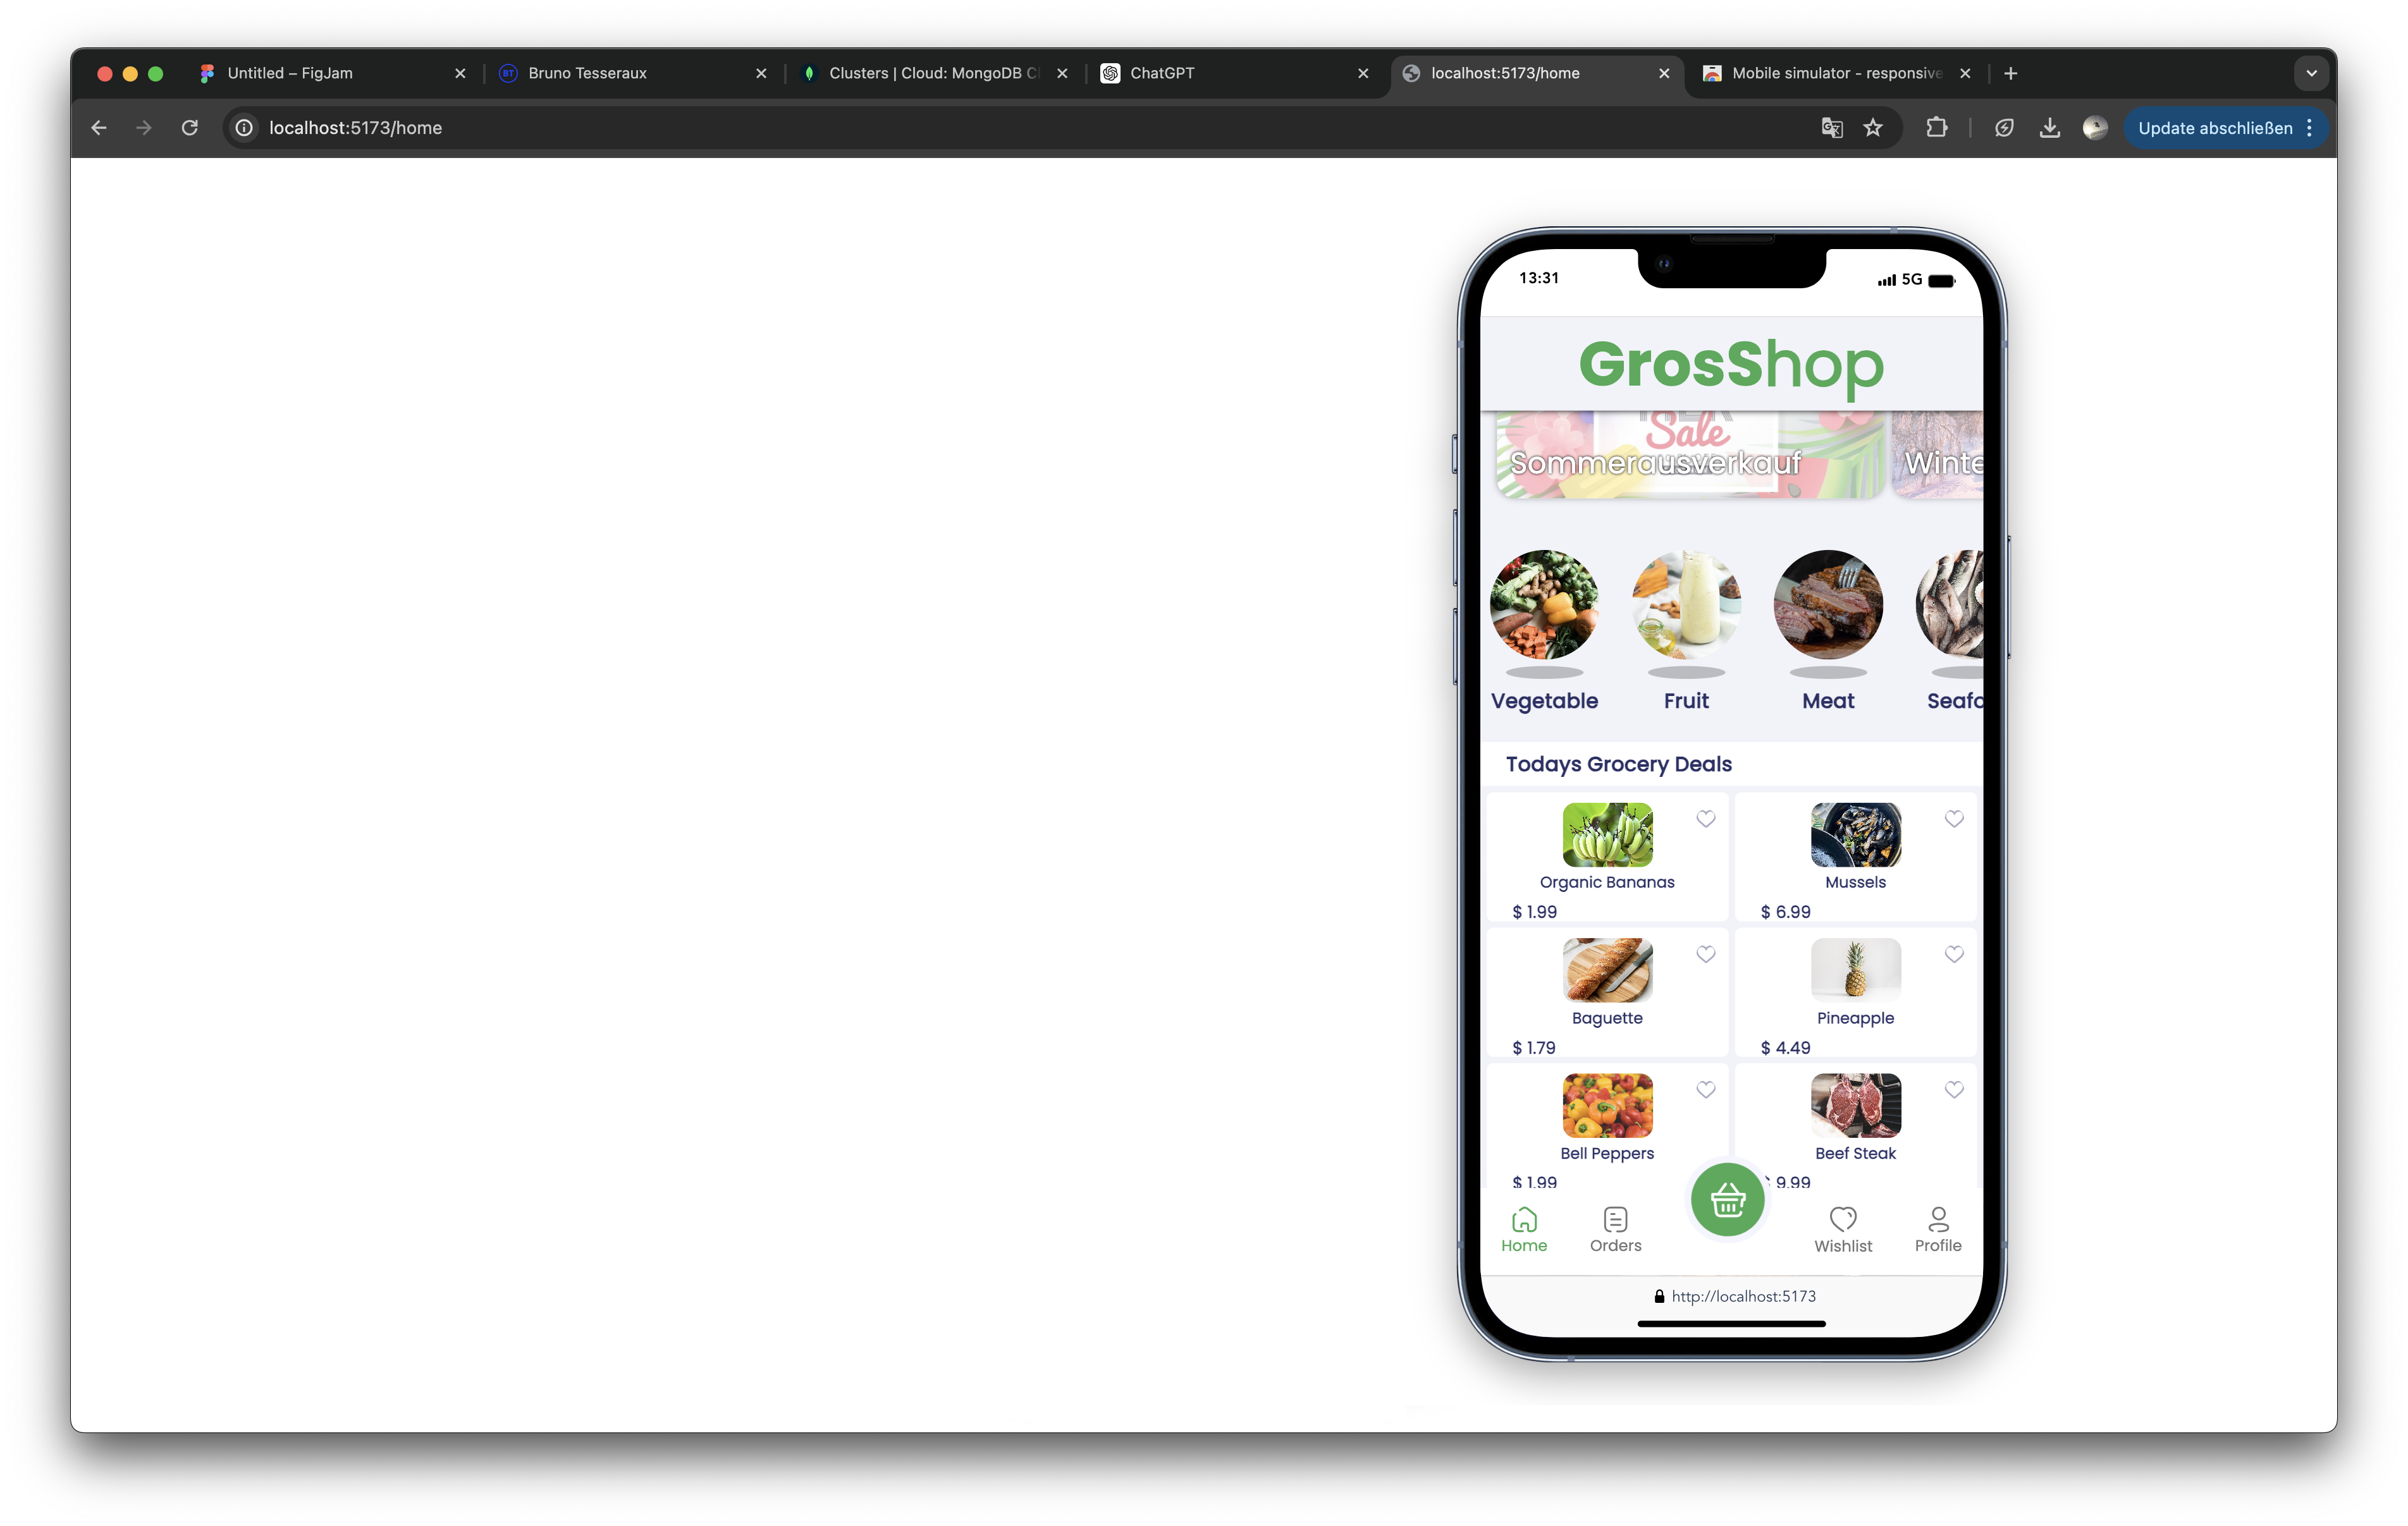 Untitled – FigJam
BT Bruno Tesseraux
Clusters | Cloud: MongoDB Cl
ChatGPT
localhost:5173/home
Mobile simulator - responsive
localhost:5173/home
Update abschließen
13:31
5G
GrosShop
Sale
Sommerausverkauf
Winte
Vegetable
Fruit
Meat
Seafo
Todays Grocery Deals
Organic Bananas
$ 1.99
Mussels
$ 6.99
Baguette
$ 1.79
Pineapple
$ 4.49
Bell Peppers
$ 1.99
Beef Steak
$ 9.99
Home
Orders
Wishlist
Profile
http://localhost:5173